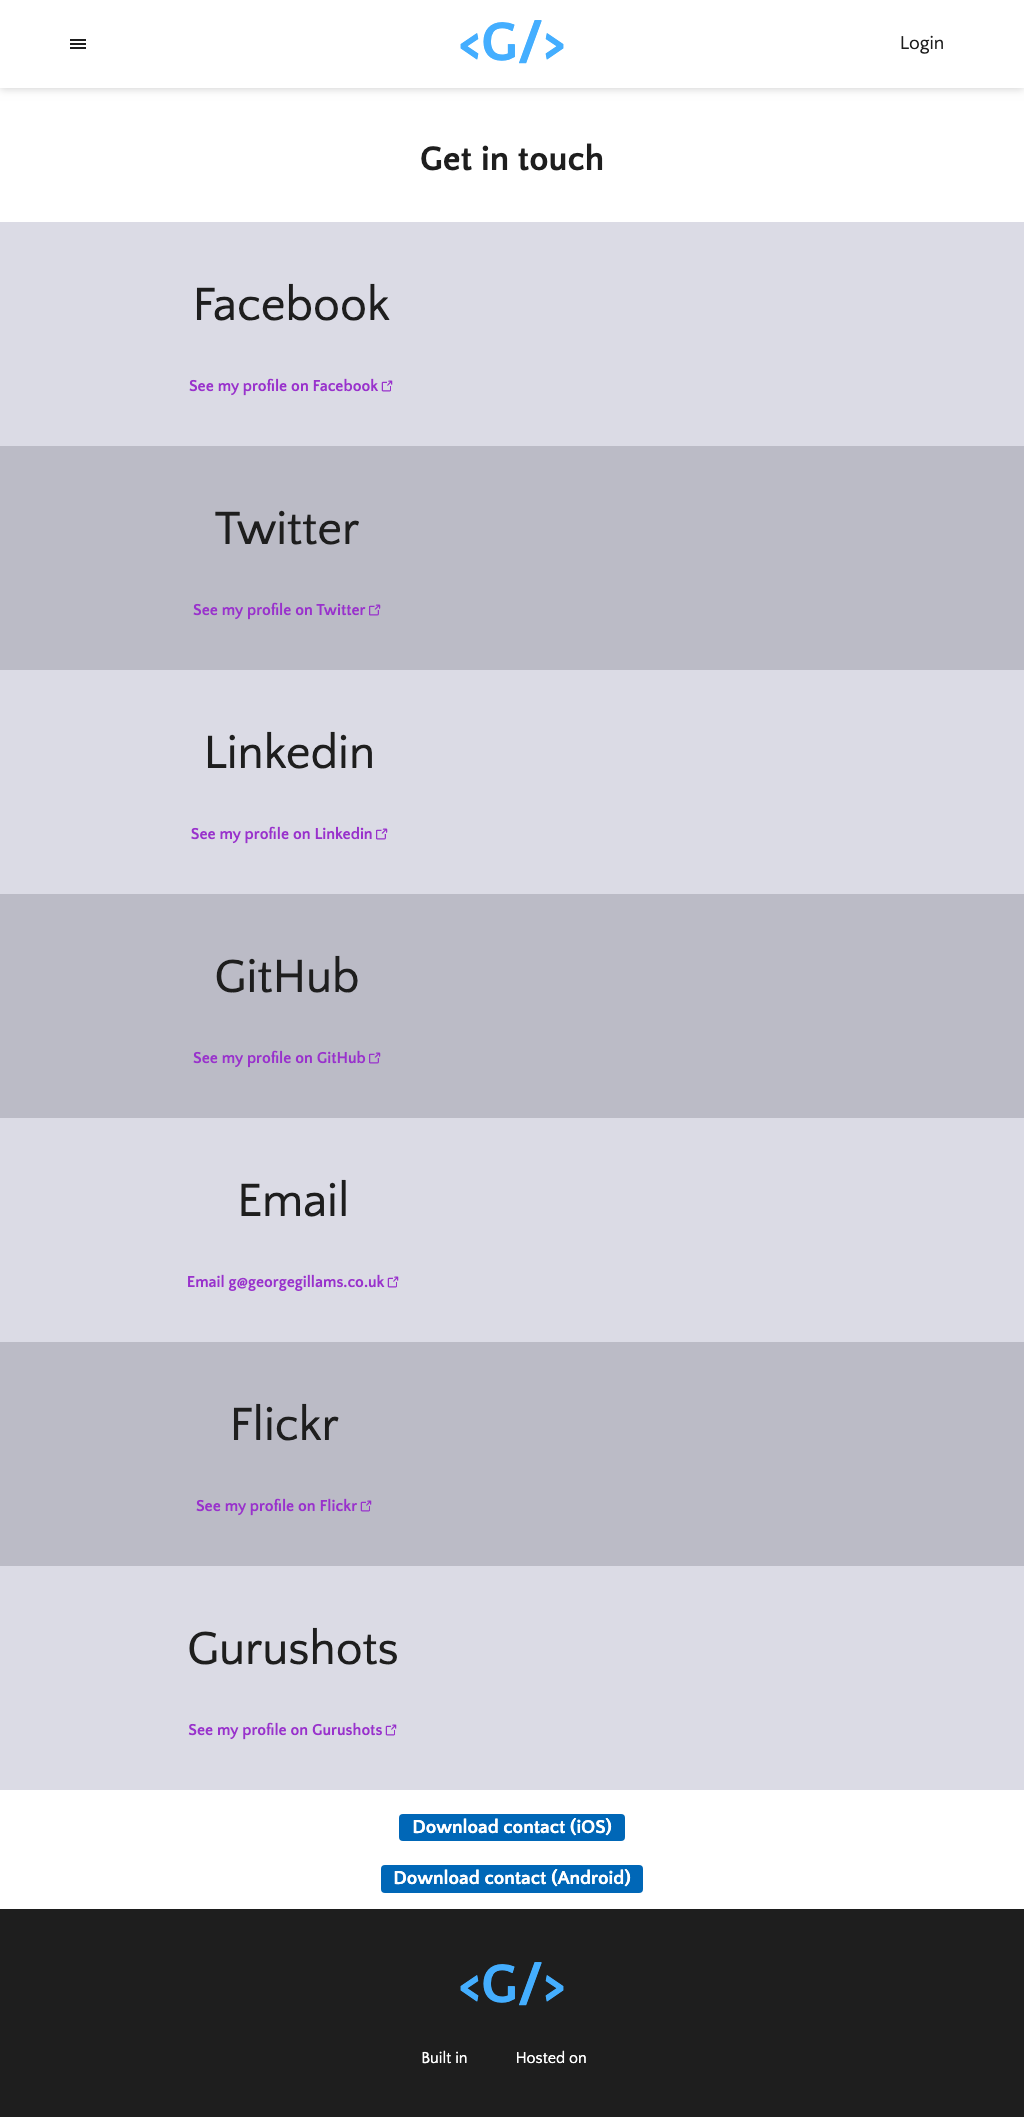 <G/>
Login
Get in touch
Facebook
See my profile on Facebook
Twitter
See my profile on Twitter
Linkedin
See my profile on Linkedin
GitHub
See my profile on GitHub
Email
Email g@georgegillams.co.uk
Flickr
See my profile on Flickr
Gurushots
See my profile on Gurushots
Download contact (iOS)
Download contact (Android)
<G/>
Built in
Hosted on